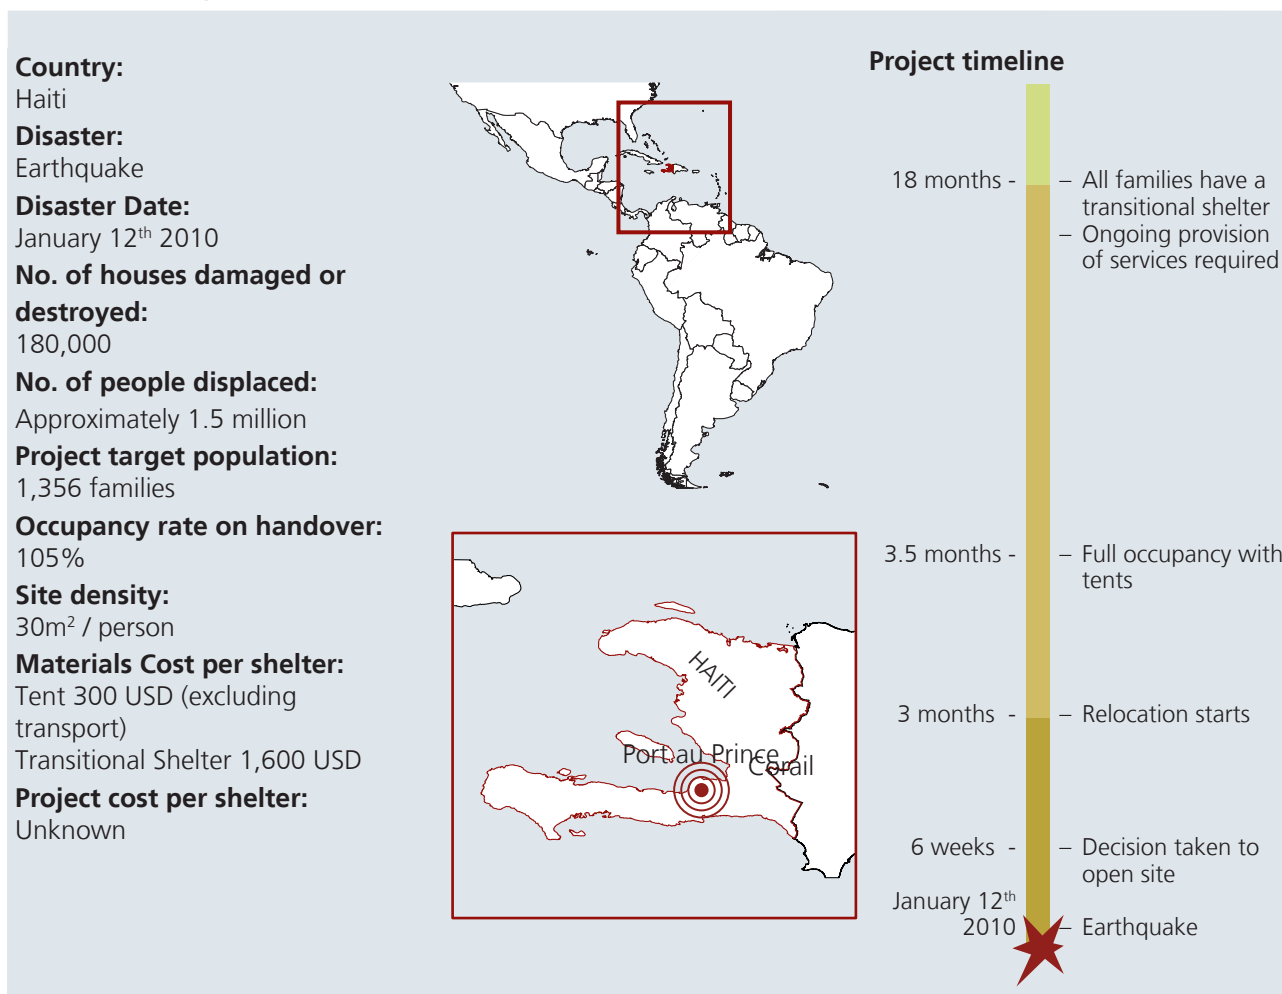 Country:
Haiti
Disaster:
Earthquake
Disaster Date:
January 12th 2010
No. of houses damaged or
destroyed:
180,000
No. of people displaced:
Approximately 1.5 million
Project target population:
1,356 families
Occupancy rate on handover:
105%
Site density:
30m2 / person
Materials Cost per shelter:
Tent 300 USD (excluding
transport)
Transitional Shelter 1,600 USD
Project cost per shelter:
Unknown
HAITI
Port au Prince
Corail
Project timeline
18 months -
– All families have a
transitional shelter
– Ongoing provision
of services required
3.5 months -
– Full occupancy with
tents
3 months -
– Relocation starts
6 weeks -
– Decision taken to
open site
January 12th
2010
– Earthquake